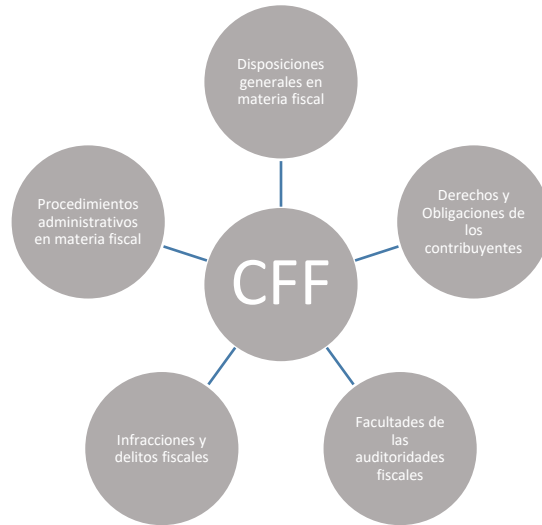 Disposiciones
generales en
materia fiscal
Procedimientos
administrativos
en materia fiscal
Derechos y
Obligaciones de
los
contribuyentes
CFF
Infracciones y
delitos fiscales
Facultades de
las
auditoridades
fiscales